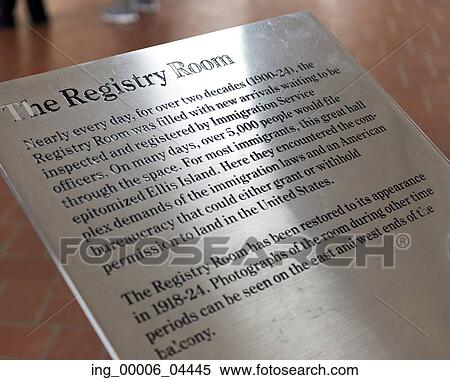 The Registry Room
Nearly every day, for over two decades (1900-24), the
Registry Room was filled with new arrivals waiting to be
inspected and registered by Immigration Service
officers. On many days, over 5,000 people would file
through the space. For most immigrants, this great hall
epitomized Ellis Island. Here they encountered the com-
plex demands of the immigration laws and an American
bureaucracy that could either grant or withhold
permission to land in the United States.
The Registry Room has been restored to its appearance
in 1918-24. Photographs of the room during other time
periods can be seen on the east and west ends of the
balcony.
FOTOSEARCH®
ing_00006_04445 www.fotosearch.com